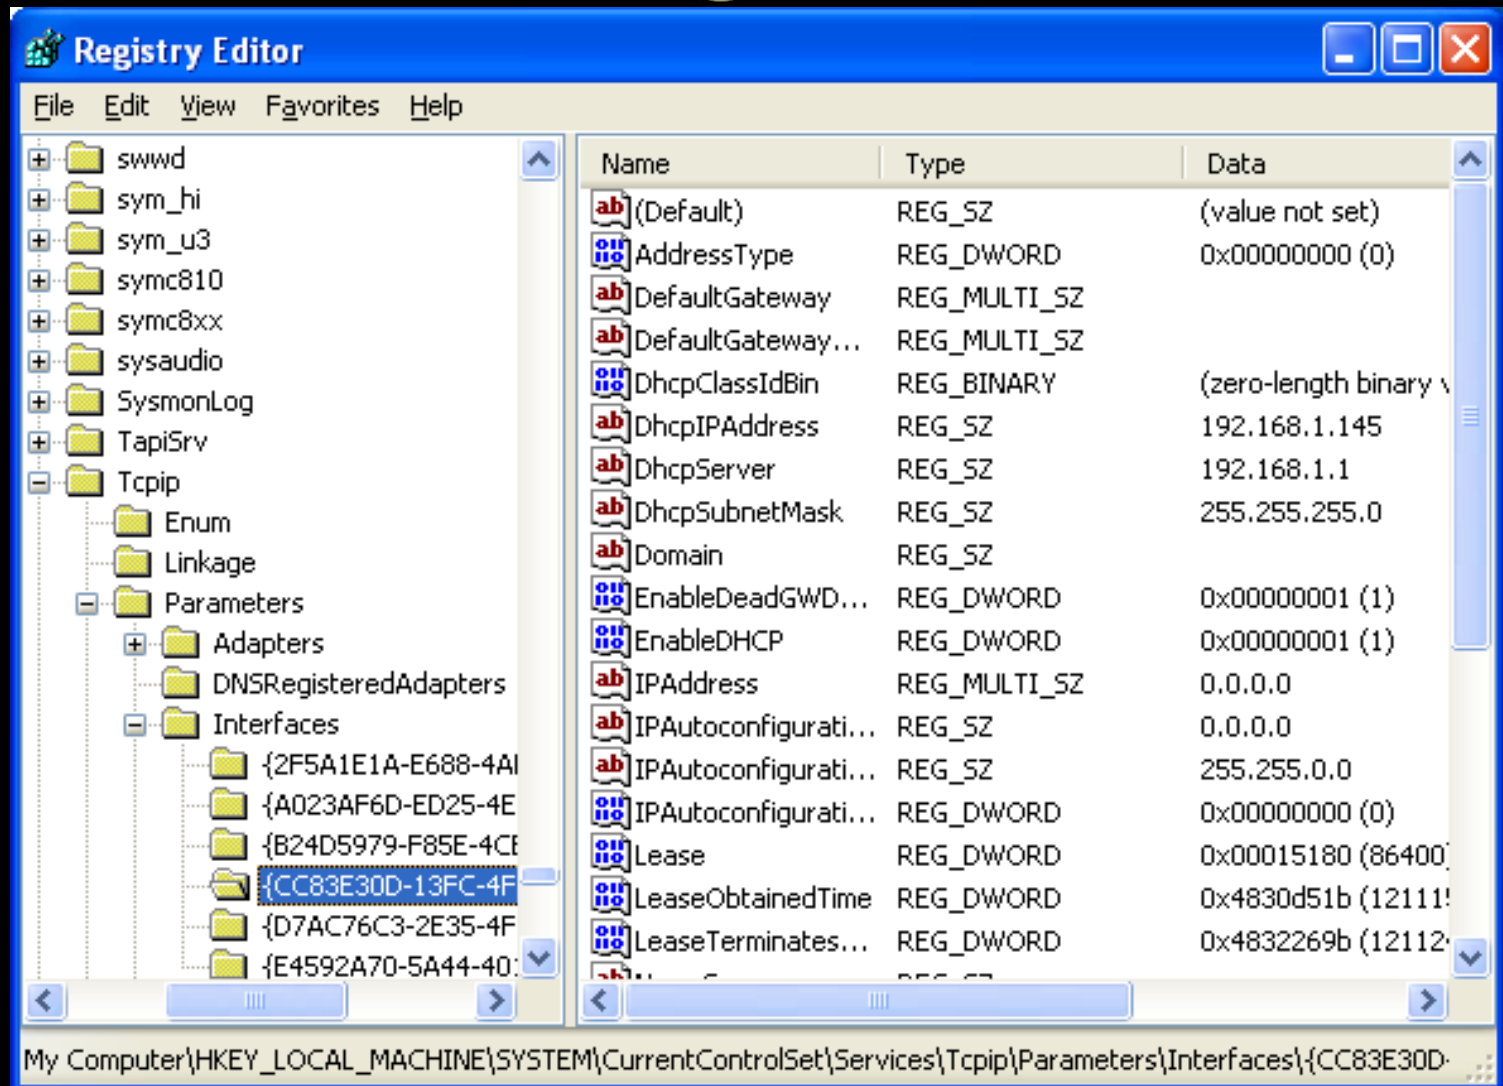 Registry Editor
File Edit View Favorites Help
swwd
sym_hi
sym_u3
symc810
symc8xx
sysaudio
SysmonLog
TapiSrv
Tcpip
Enum
Linkage
Parameters
Adapters
DNSRegisteredAdapters
Interfaces
{2F5A1E1A-E688-4A
{A023AF6D-ED25-4E
{B24D5979-F85E-4CE
{CC83E30D-13FC-4F
{D7AC76C3-2E35-4F
{E4592A70-5A44-40
Name Type Data
(Default) REG_SZ (value not set)
AddressType REG_DWORD 0x00000000 (0)
DefaultGateway REG_MULTI_SZ
DefaultGateway... REG_MULTI_SZ
DhcpClassIdBin REG_BINARY (zero-length binary
DhcpIPAddress REG_SZ 192.168.1.145
DhcpServer REG_SZ 192.168.1.1
DhcpSubnetMask REG_SZ 255.255.255.0
Domain REG_SZ
EnableDeadGWD... REG_DWORD 0x00000001 (1)
EnableDHCP REG_DWORD 0x00000001 (1)
IPAddress REG_MULTI_SZ 0.0.0.0
IPAutoconfigurati... REG_SZ 0.0.0.0
IPAutoconfigurati... REG_SZ 255.255.0.0
IPAutoconfigurati... REG_DWORD 0x00000000 (0)
Lease REG_DWORD 0x00015180 (86400)
LeaseObtainedTime REG_DWORD 0x4830d51b (12111
LeaseTerminates... REG_DWORD 0x4832269b (12112
My Computer\HKEY_LOCAL_MACHINE\SYSTEM\CurrentControlSet\Services\Tcpip\Parameters\Interfaces\{CC83E30D-